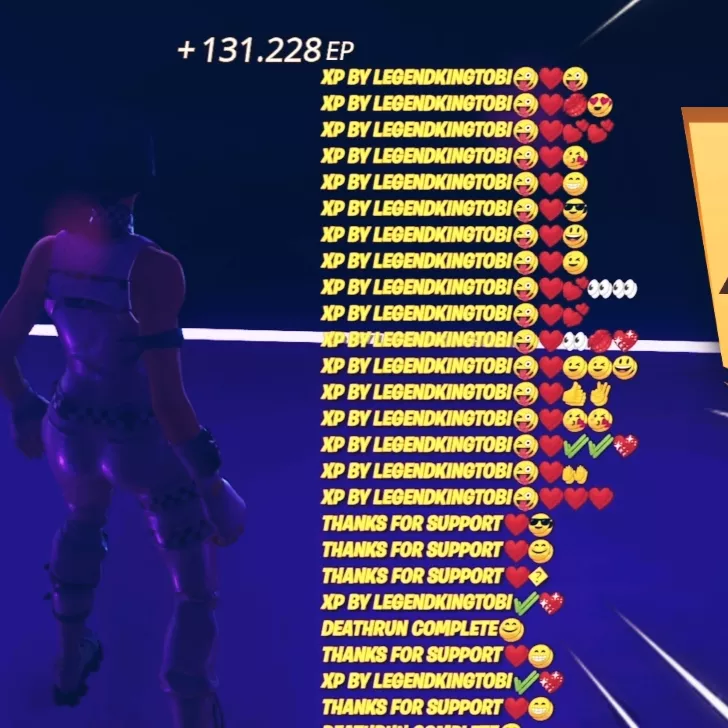 + 131.228 EP
XP BY LEGENDKINGTOBI😜❤️😜
XP BY LEGENDKINGTOBI😜❤️💋😍
XP BY LEGENDKINGTOBI😜❤️💕💕
XP BY LEGENDKINGTOBI😜❤️😘
XP BY LEGENDKINGTOBI😜❤️😁
XP BY LEGENDKINGTOBI😜❤️😎
XP BY LEGENDKINGTOBI😜❤️😃
XP BY LEGENDKINGTOBI😜❤️😅
XP BY LEGENDKINGTOBI😜❤️💕👀👀
XP BY LEGENDKINGTOBI😜❤️💕
XP BY LEGENDKINGTOBI😜❤️👀💋💖
XP BY LEGENDKINGTOBI😜❤️😅😅😃
XP BY LEGENDKINGTOBI😜❤️👍✌️
XP BY LEGENDKINGTOBI😜❤️😘😘
XP BY LEGENDKINGTOBI😜❤️✔️✔️💖
XP BY LEGENDKINGTOBI😜❤️👐
XP BY LEGENDKINGTOBI😜❤️❤️❤️
THANKS FOR SUPPORT ❤️😎
THANKS FOR SUPPORT ❤️😊
THANKS FOR SUPPORT ❤️�
XP BY LEGENDKINGTOBI✔️💖
DEATHRUN COMPLETE😊
THANKS FOR SUPPORT ❤️😁
XP BY LEGENDKINGTOBI✔️💖
THANKS FOR SUPPORT ❤️😁
DEATHRUN COMPLETE😊